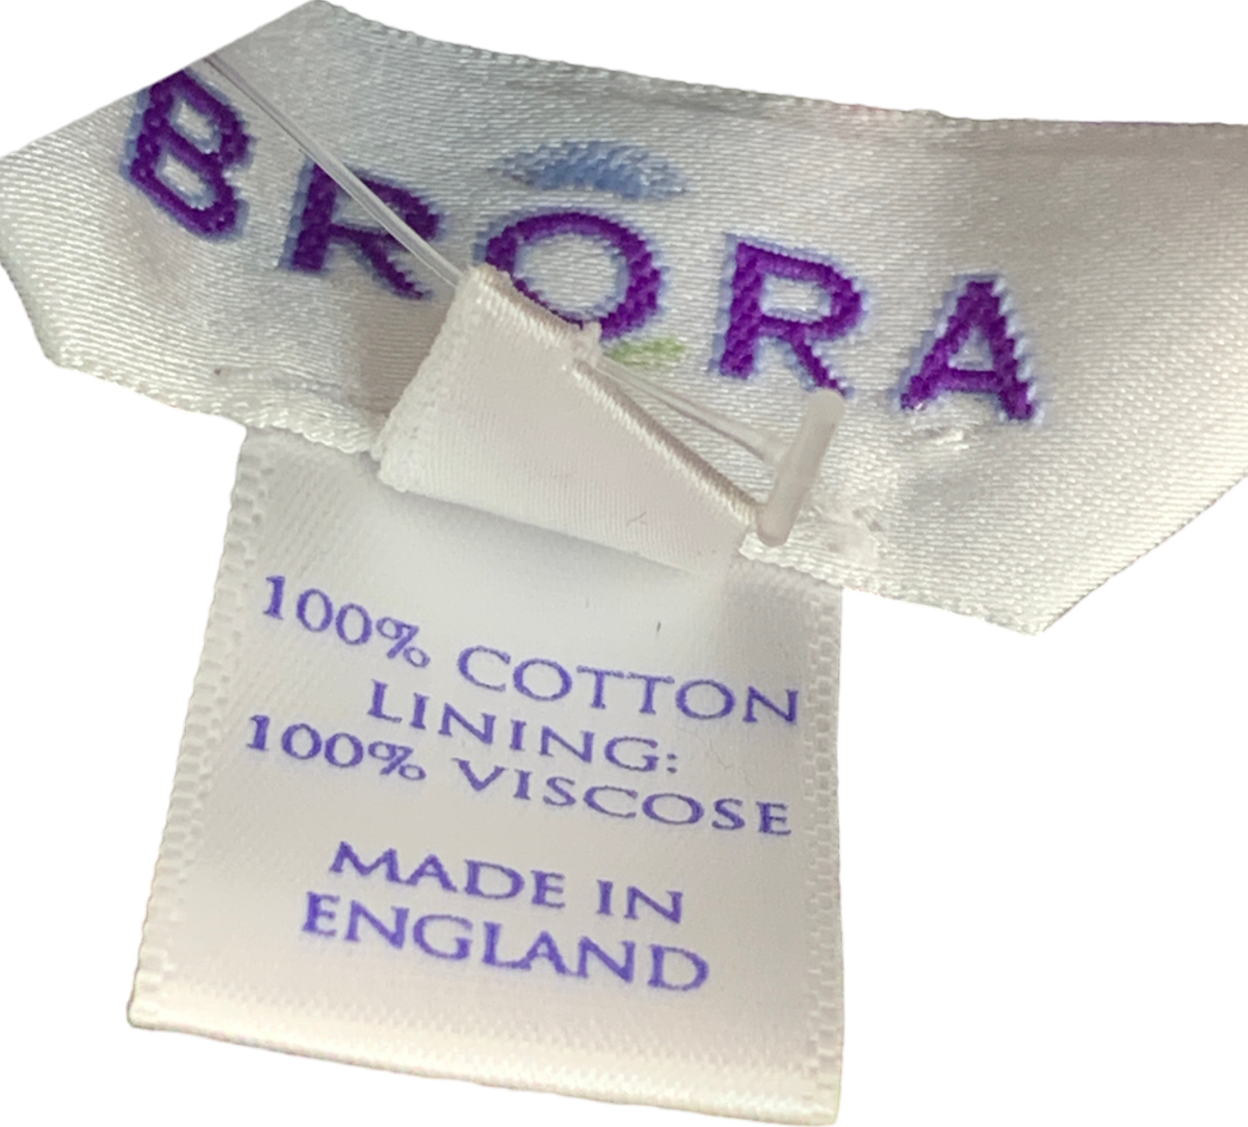 BRORA
100% COTTON
LINING:
100% VISCOSE
MADE IN
ENGLAND